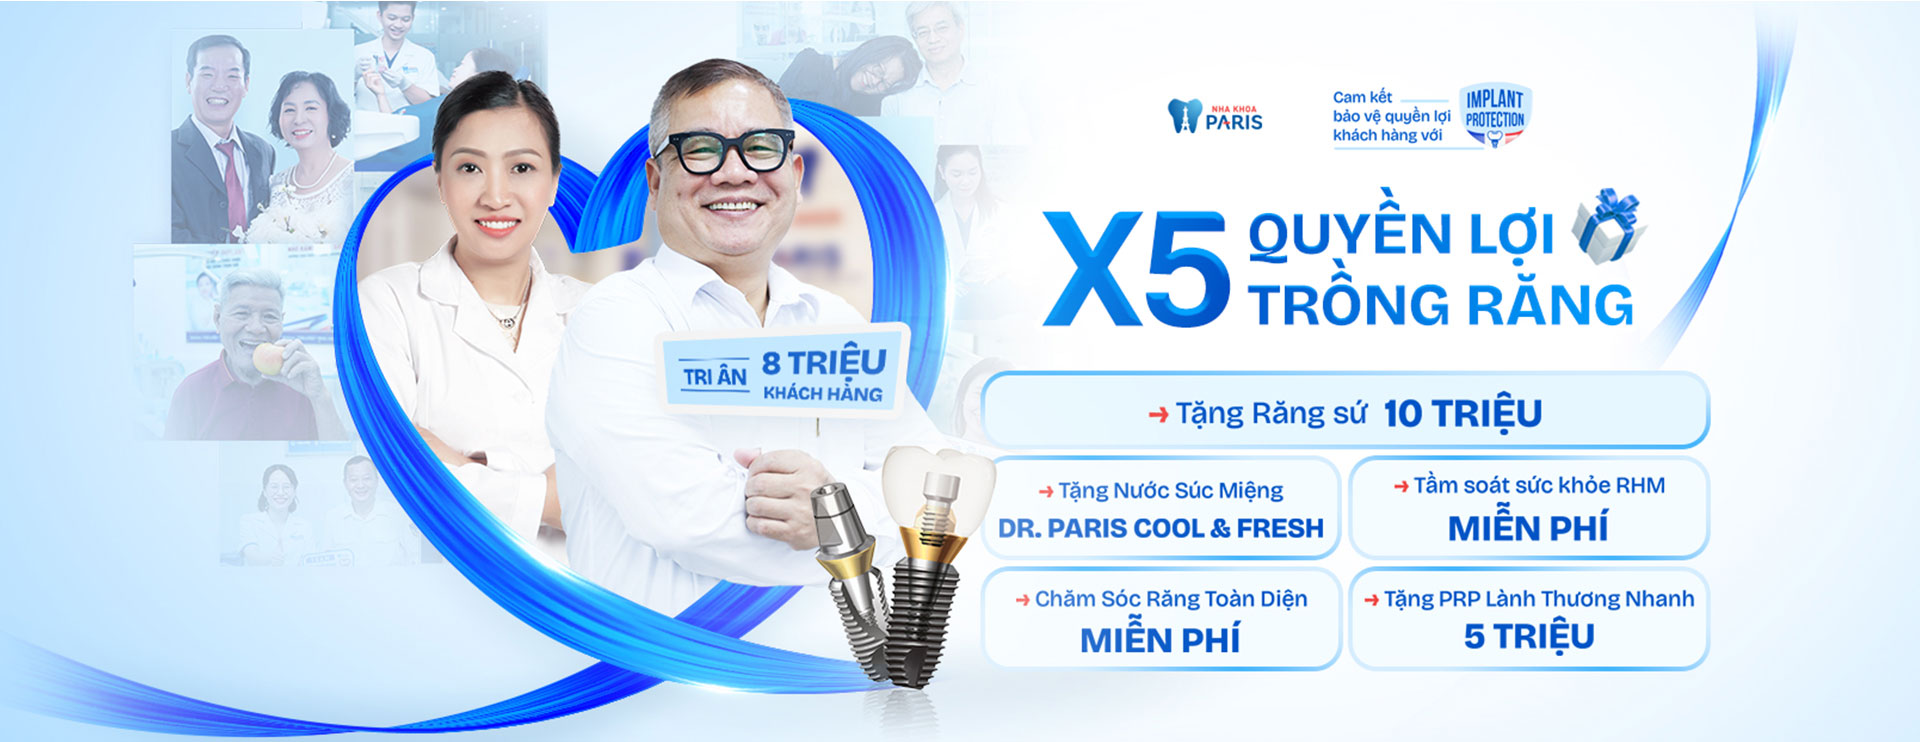 NHA KHOA
PARIS
Cam kết
bảo vệ quyền lợi
khách hàng với
IMPLANT
PROTECTION
X5 QUYỀN LỢI
TRỒNG RĂNG
TRI ÂN 8 TRIỆU
KHÁCH HÀNG
Tặng Răng sứ 10 TRIỆU
Tặng Nước Súc Miệng
DR. PARIS COOL & FRESH
Tầm soát sức khỏe RHM
MIỄN PHÍ
Chăm Sóc Răng Toàn Diện
MIỄN PHÍ
Tặng PRP Lành Thương Nhanh
5 TRIỆU